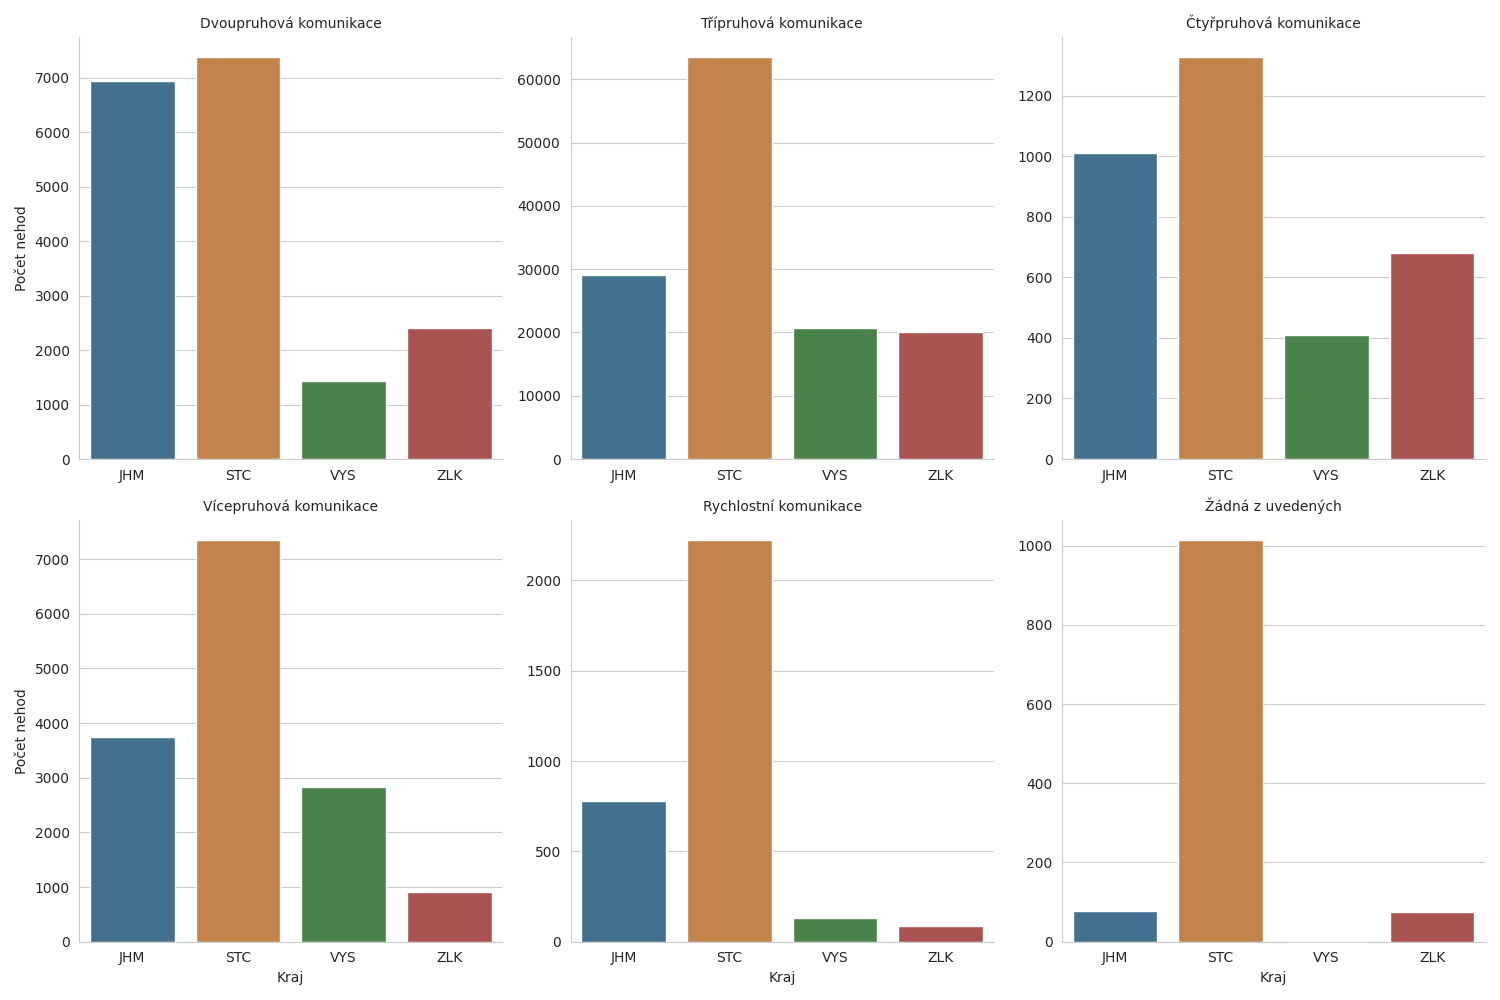 Dvoupruhová komunikace
Třípruhová komunikace
Čtyřpruhová komunikace
Počet nehod
7000
6000
5000
4000
3000
2000
1000
0
JHM STC VYS ZLK
60000
50000
40000
30000
20000
10000
0
JHM STC VYS ZLK
1200
1000
800
600
400
200
0
JHM STC VYS ZLK
Vícepruhová komunikace
Rychlostní komunikace
Žádná z uvedených
Počet nehod
7000
6000
5000
4000
3000
2000
1000
0
JHM STC VYS ZLK
Kraj
2000
1500
1000
500
0
JHM STC VYS ZLK
Kraj
1000
800
600
400
200
0
JHM STC VYS ZLK
Kraj